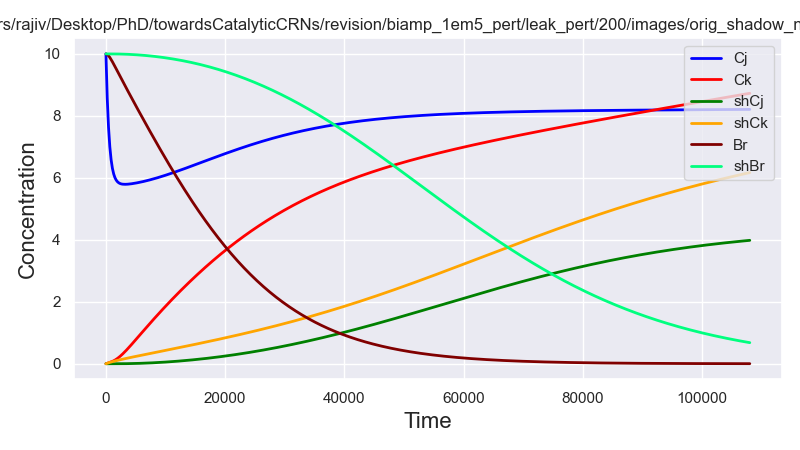 rs/rajiv/Desktop/PhD/towardsCatalyticCRNs/revision/biamp_1em5_pert/leak_pert/200/images/orig_shadow_n
10
8
6
4
2
0
Concentration
0 20000 40000 60000 80000 100000
Time
Cj
Ck
shCj
shCk
Br
shBr